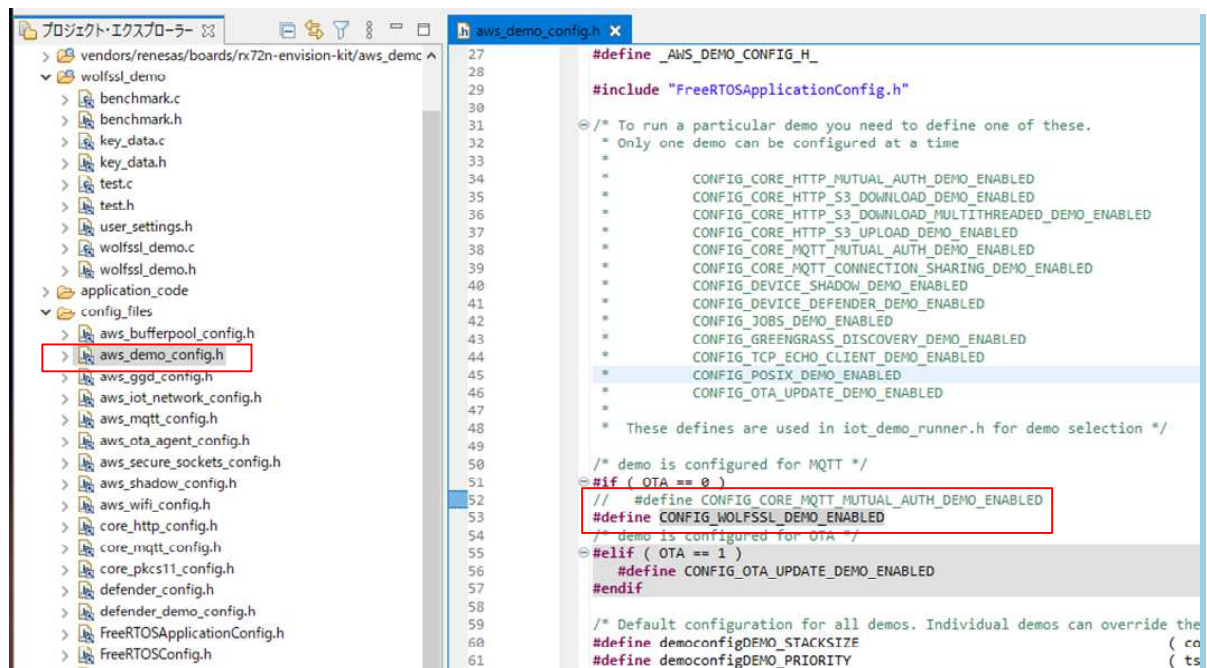 プロジェクト・エクスプローラー
vendors/renesas/boards/rx72n-envision-kit/aws_demc
wolfssl_demo
benchmark.c
benchmark.h
key_data.c
key_data.h
test.c
test.h
user_settings.h
wolfssl_demo.c
wolfssl_demo.h
application_code
config_files
aws_bufferpool_config.h
aws_demo_config.h
aws_ggd_config.h
aws_iot_network_config.h
aws_mqtt_config.h
aws_ota_agent_config.h
aws_secure_sockets_config.h
aws_shadow_config.h
aws_wifi_config.h
core_http_config.h
core_mqtt_config.h
core_pkcs11_config.h
defender_config.h
defender_demo_config.h
FreeRTOSApplicationConfig.h
FreeRTOSConfig.h
aws_demo_config.h
27 #define _AWS_DEMO_CONFIG_H_
28
29 #include "FreeRTOSApplicationConfig.h"
30
31 /* To run a particular demo you need to define one of these.
32 * Only one demo can be configured at a time
33 *
34 * CONFIG_CORE_HTTP_MUTUAL_AUTH_DEMO_ENABLED
35 * CONFIG_CORE_HTTP_S3_DOWNLOAD_DEMO_ENABLED
36 * CONFIG_CORE_HTTP_S3_DOWNLOAD_MULTITHREADED_DEMO_ENABLED
37 * CONFIG_CORE_HTTP_S3_UPLOAD_DEMO_ENABLED
38 * CONFIG_CORE_MQTT_MUTUAL_AUTH_DEMO_ENABLED
39 * CONFIG_CORE_MQTT_CONNECTION_SHARING_DEMO_ENABLED
40 * CONFIG_DEVICE_SHADOW_DEMO_ENABLED
41 * CONFIG_DEVICE_DEFENDER_DEMO_ENABLED
42 * CONFIG_JOBS_DEMO_ENABLED
43 * CONFIG_GREENGRASS_DISCOVERY_DEMO_ENABLED
44 * CONFIG_TCP_ECHO_CLIENT_DEMO_ENABLED
45 * CONFIG_POSIX_DEMO_ENABLED
46 * CONFIG_OTA_UPDATE_DEMO_ENABLED
47 *
48 * These defines are used in iot_demo_runner.h for demo selection */
49
50 /* demo is configured for MQTT */
51 #if ( OTA == 0 )
52 // #define CONFIG_CORE_MQTT_MUTUAL_AUTH_DEMO_ENABLED
53 #define CONFIG_WOLFSSL_DEMO_ENABLED
54 /* demo is configured for OTA */
55 #elif ( OTA == 1 )
56 #define CONFIG_OTA_UPDATE_DEMO_ENABLED
57 #endif
58
59 /* Default configuration for all demos. Individual demos can override the
60 #define democonfigDEMO_STACKSIZE ( co
61 #define democonfigDEMO_PRIORITY ( ts